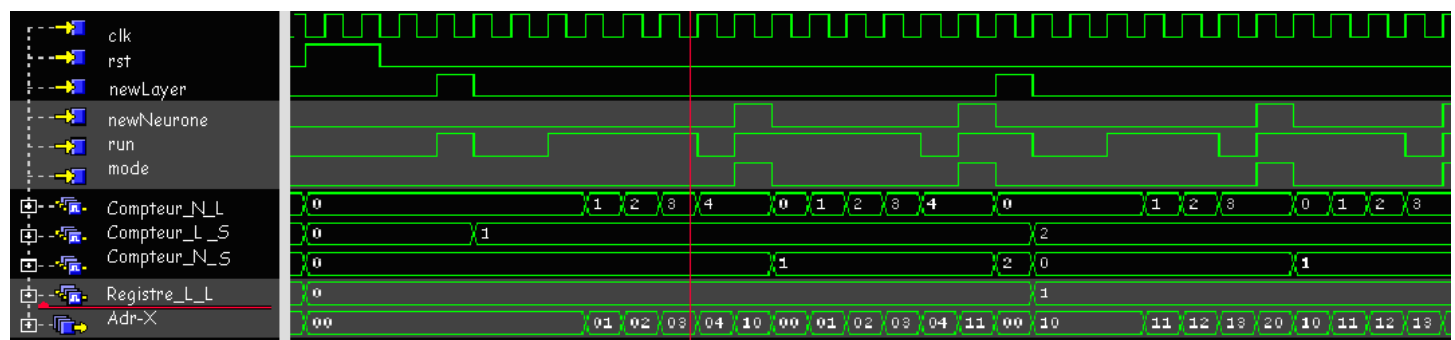 clk
rst
newLayer
newNeurone
run
mode
Compteur_N_L 0 1 2 3 4 0 1 2 3 4 0 1 2 3 0 1 2 3
Compteur_L _S 0 1 2
Compteur_N_S 0 1 2 0 1
Registre_L_L 0 1
Adr-X 00 01 02 03 04 10 00 01 02 03 04 11 00 10 11 12 13 20 10 11 12 13